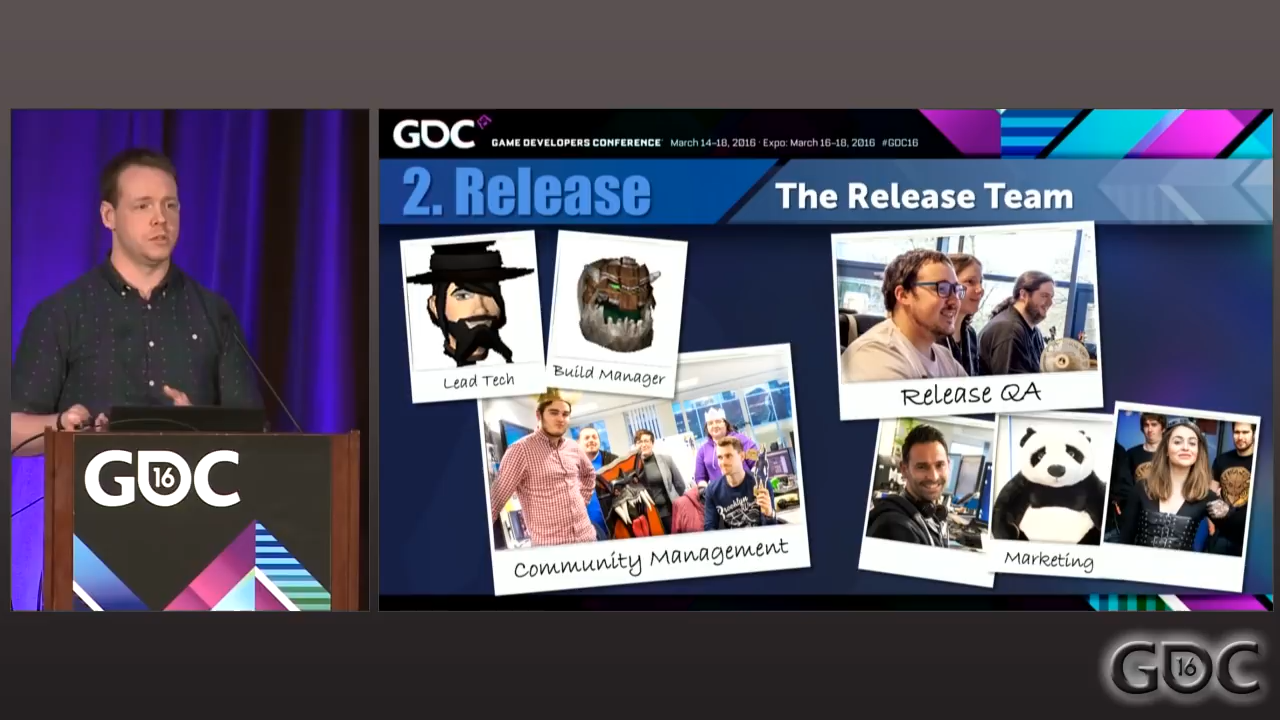 GDC
GAME DEVELOPERS CONFERENCE March 14–18, 2016 · Expo: March 16–18, 2016 #GDC16
2. Release
The Release Team
Lead Tech
Build Manager
Release QA
Brooklyn
Community Management
Marketing
GDC 16
GDC 16